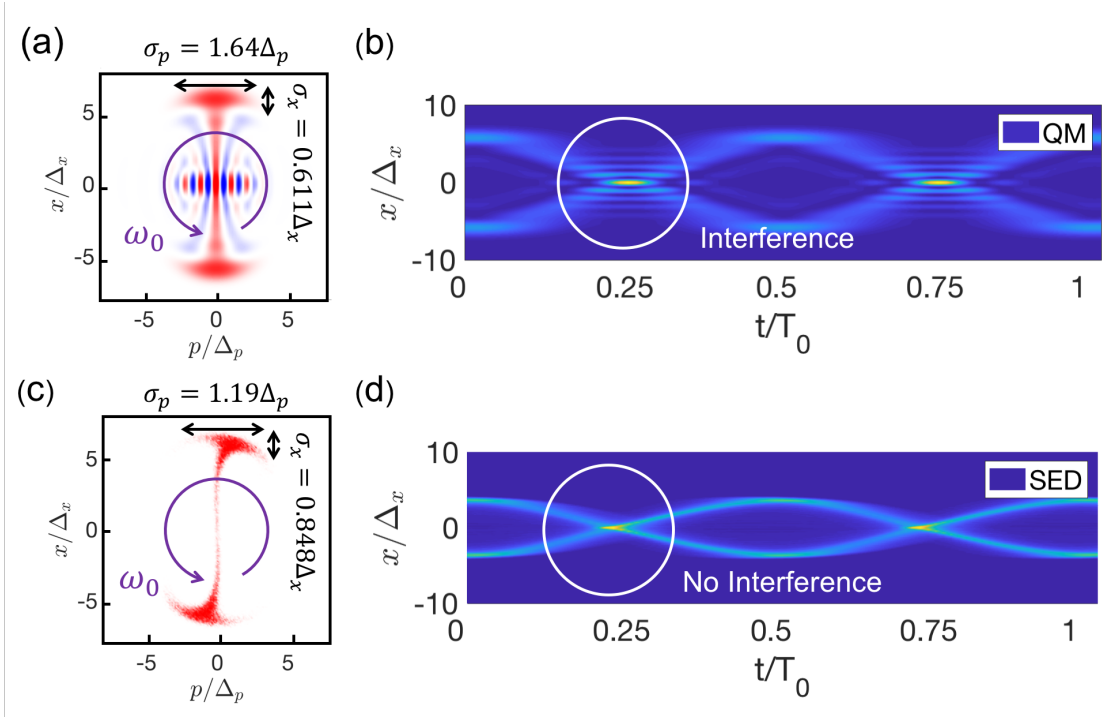 (a)
σ_p = 1.64Δ_p
σ_x = 0.611Δ_x
5
0
-5
x/Δ_x
ω_0
-5
0
5
p/Δ_p
(b)
10
0
-10
x/Δ_x
QM
Interference
0
0.25
0.5
0.75
1
t/T_0
(c)
σ_p = 1.19Δ_p
σ_x = 0.848Δ_x
5
0
-5
x/Δ_x
ω_0
-5
0
5
p/Δ_p
(d)
10
0
-10
x/Δ_x
SED
No Interference
0
0.25
0.5
0.75
1
t/T_0